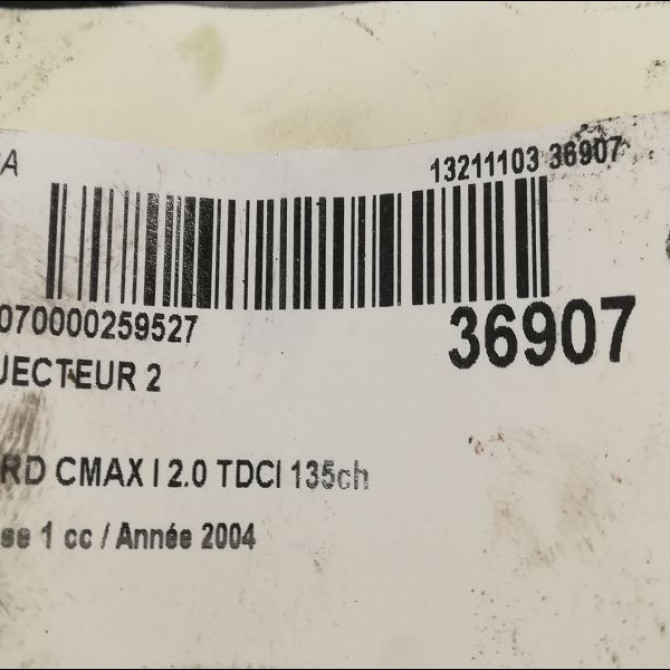 A 13211103 36907
070000259527 36907
JECTEUR 2
RD CMAX I 2.0 TDCI 135ch
se 1 cc / Année 2004